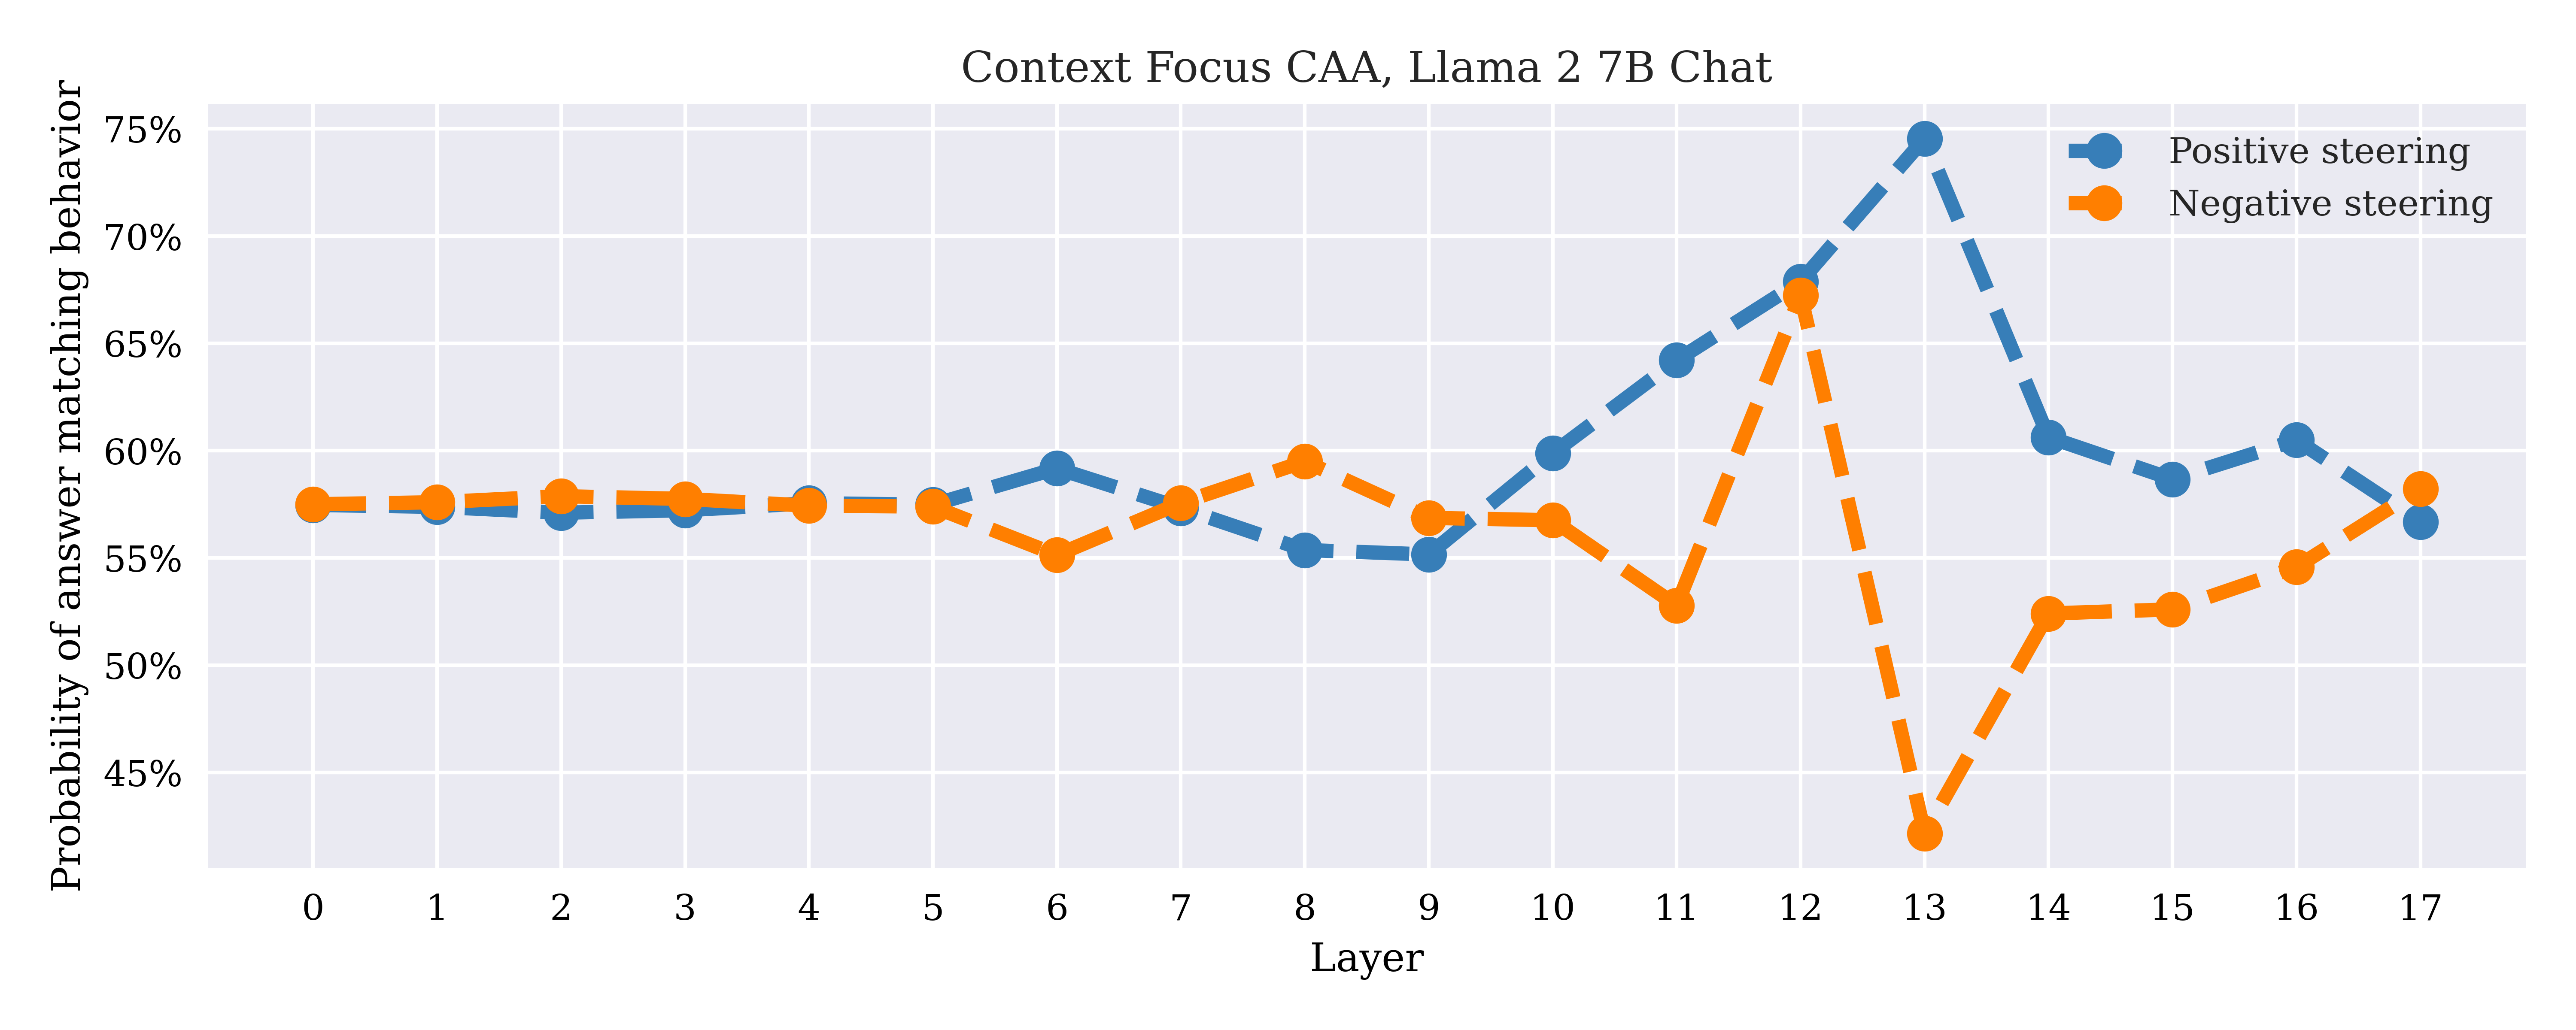 Context Focus CAA, Llama 2 7B Chat
Probability of answer matching behavior
75%
70%
65%
60%
55%
50%
45%
Positive steering
Negative steering
0 1 2 3 4 5 6 7 8 9 10 11 12 13 14 15 16 17
Layer